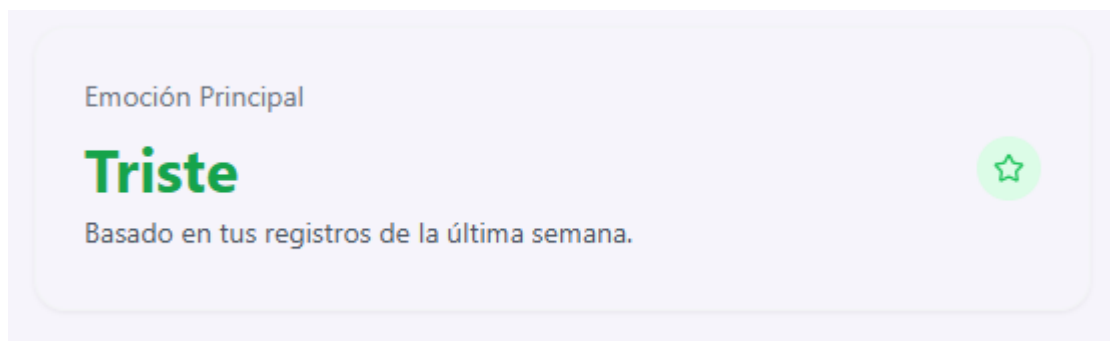 Emoción Principal
Triste
Basado en tus registros de la última semana.